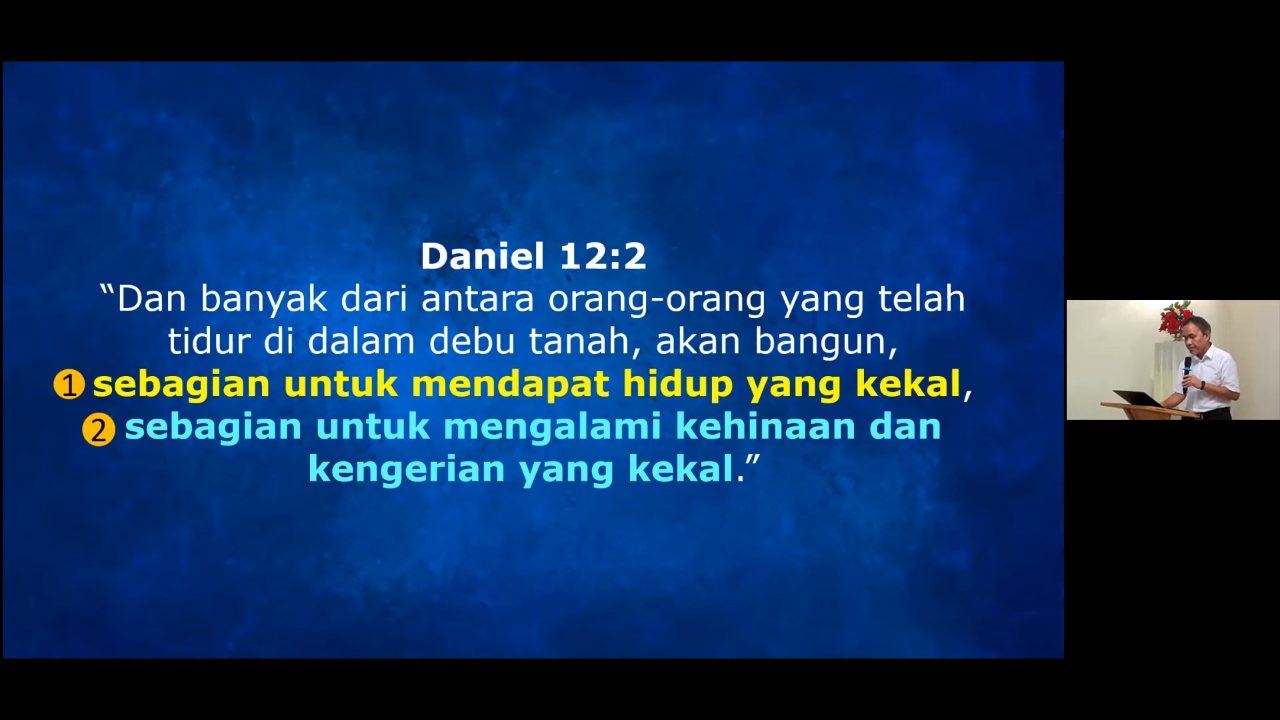 Daniel 12:2
“Dan banyak dari antara orang-orang yang telah
tidur di dalam debu tanah, akan bangun,
1 sebagian untuk mendapat hidup yang kekal,
2 sebagian untuk mengalami kehinaan dan
kengerian yang kekal.”